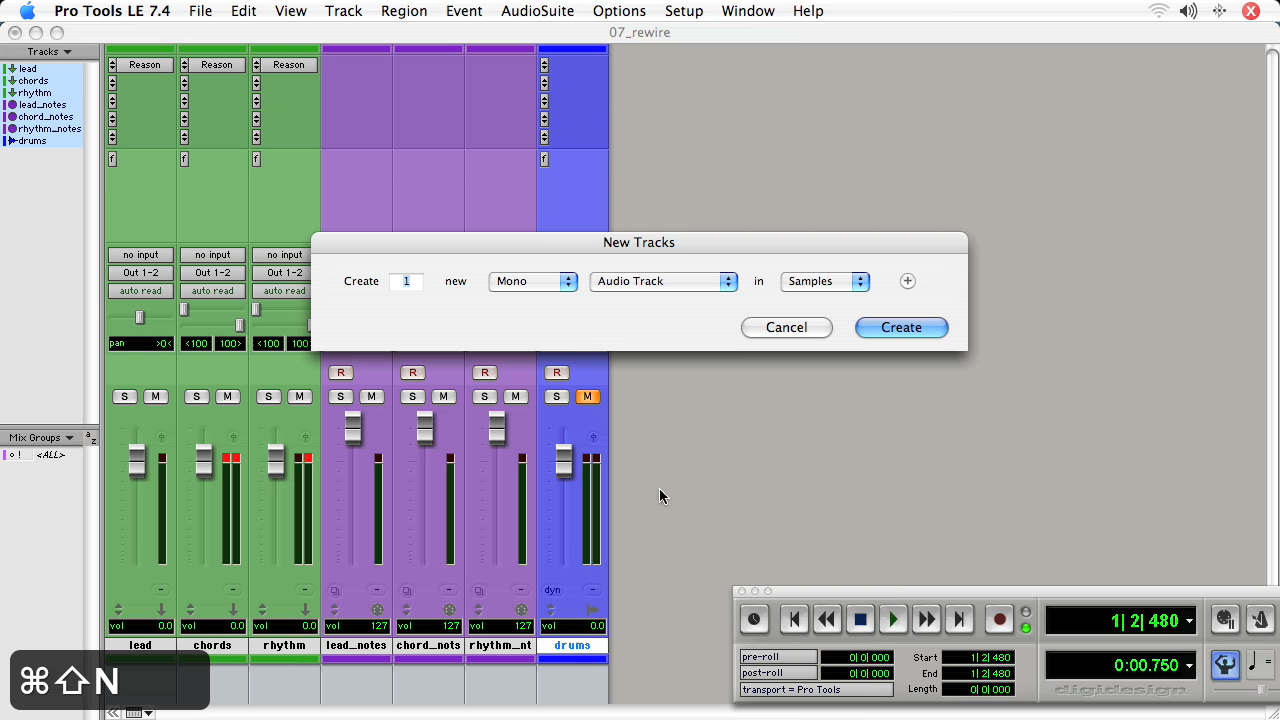 Pro Tools LE 7.4 File Edit View Track Region Event AudioSuite Options Setup Window Help
07_rewire
Tracks
lead
chords
rhythm
lead_notes
chord_notes
rhythm_notes
drums
Reason Reason Reason
f f f f
New Tracks
Create 1 new Mono Audio Track in Samples
Cancel Create
no input no input no input
Out 1-2 Out 1-2 Out 1-2
auto read auto read auto read
pan >0< <100 100> <100 100>
R R R R
S M S M S M S M S M S M S M
Mix Groups a z
o ! <ALL>
dyn
vol 0.0 vol 0.0 vol 0.0 vol 127 vol 127 vol 127 vol 0.0
lead chords rhythm lead_notes chord_nots rhythm_nt drums
⌘⇧N
1| 2| 480
0:00.750
pre-roll 0| 0| 000
post-roll 0| 0| 000
transport = Pro Tools
Start 1| 2| 480
End 1| 2| 480
Length 0| 0| 000
digidesign